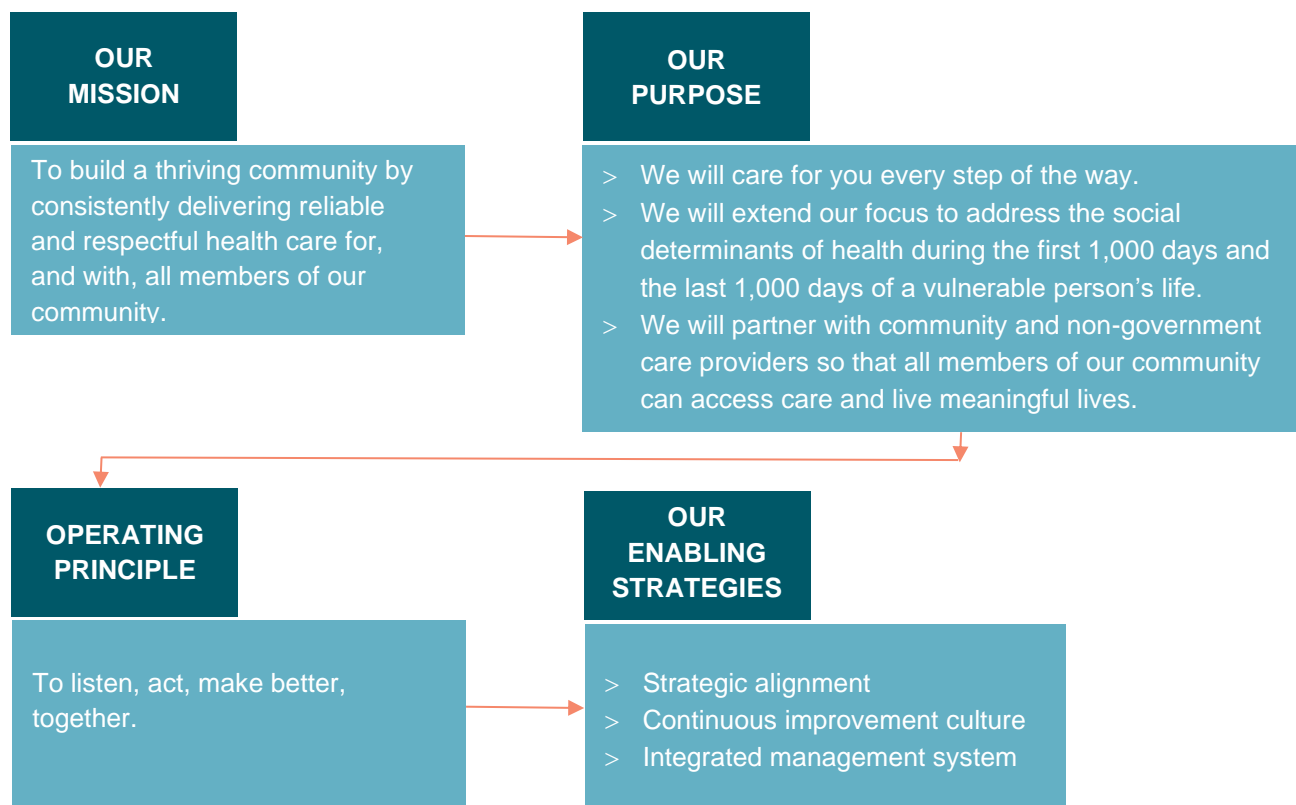 OUR
MISSION
To build a thriving community by
consistently delivering reliable
and respectful health care for,
and with, all members of our
community.
OUR
PURPOSE
> We will care for you every step of the way.
> We will extend our focus to address the social
determinants of health during the first 1,000 days and
the last 1,000 days of a vulnerable person’s life.
> We will partner with community and non-government
care providers so that all members of our community
can access care and live meaningful lives.
OPERATING
PRINCIPLE
To listen, act, make better,
together.
OUR
ENABLING
STRATEGIES
> Strategic alignment
> Continuous improvement culture
> Integrated management system